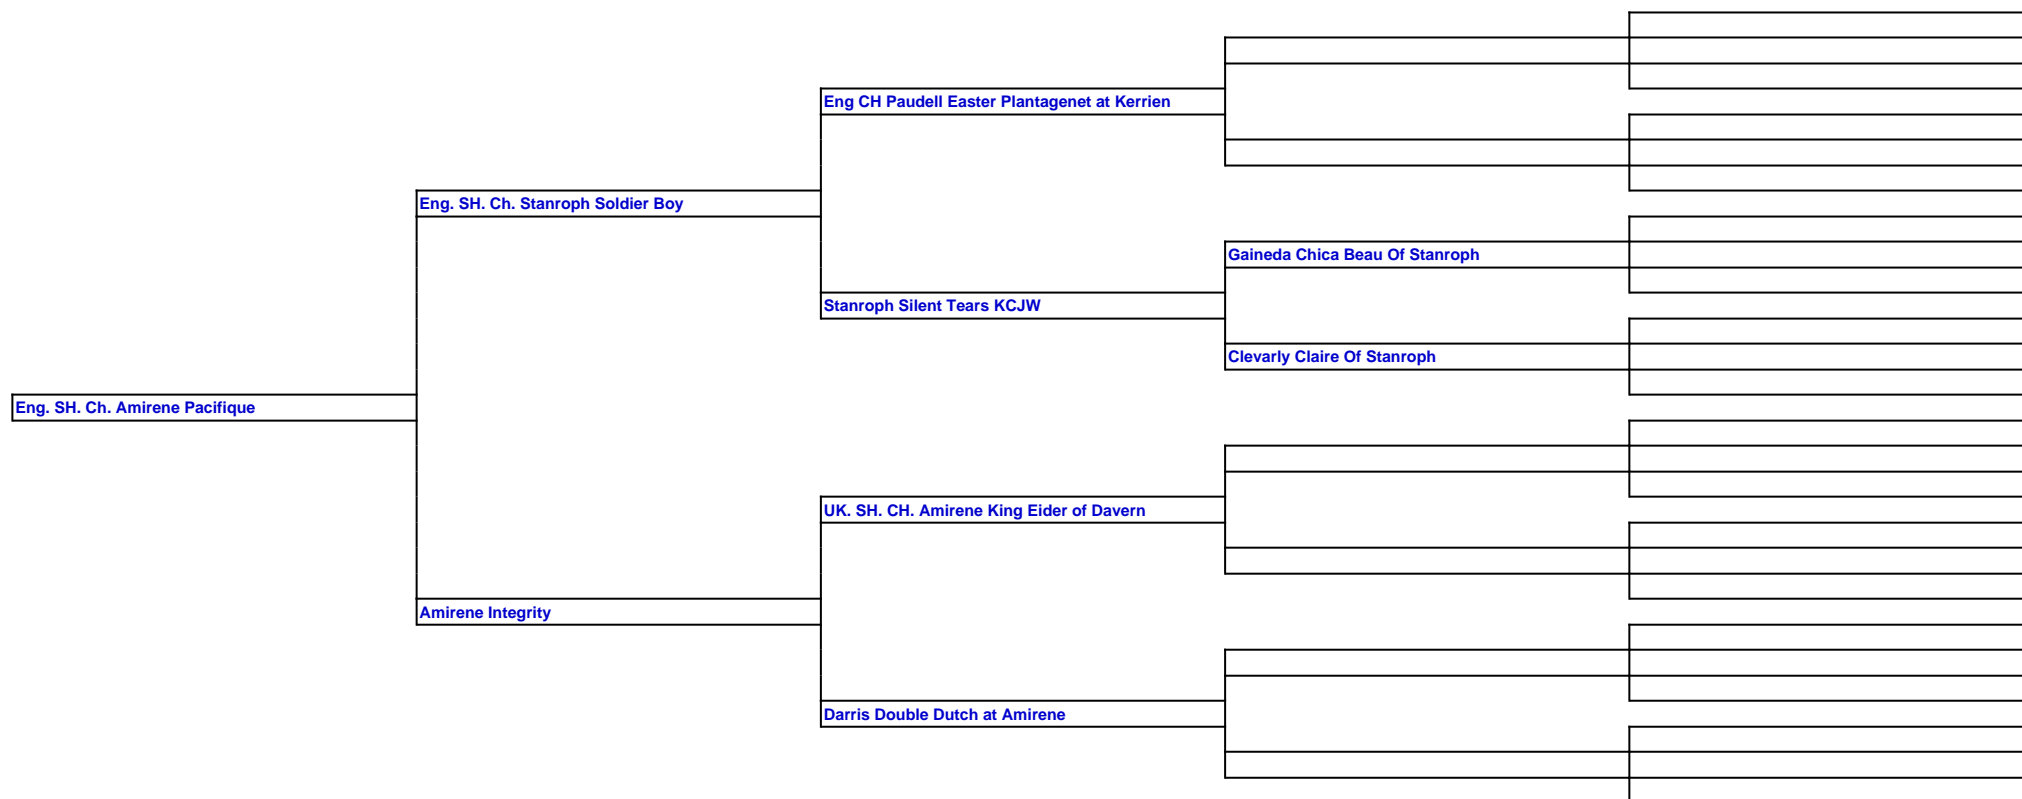 Eng CH Paudell Easter Plantagenet at Kerrien
Eng. SH. Ch. Stanroph Soldier Boy
Gaineda Chica Beau Of Stanroph
Stanroph Silent Tears KCJW
Clevarly Claire Of Stanroph
Eng. SH. Ch. Amirene Pacifique
UK. SH. CH. Amirene King Eider of Davern
Amirene Integrity
Darris Double Dutch at Amirene